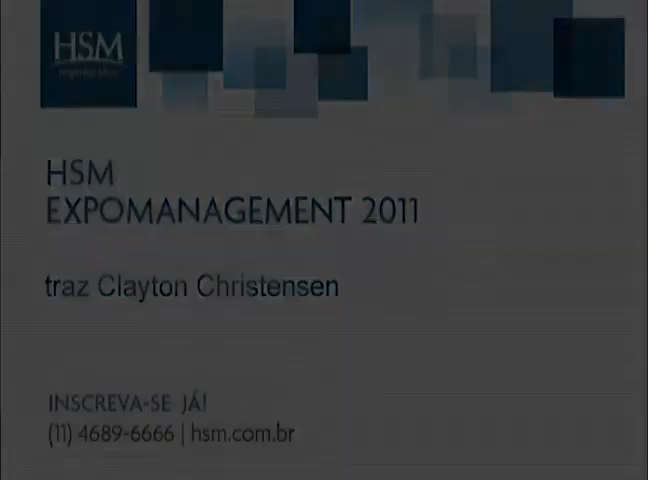 HSM
HSM
EXPOMANAGEMENT 2011
traz Clayton Christensen
INSCREVA-SE JÁ!
(11) 4689-6666 | hsm.com.br